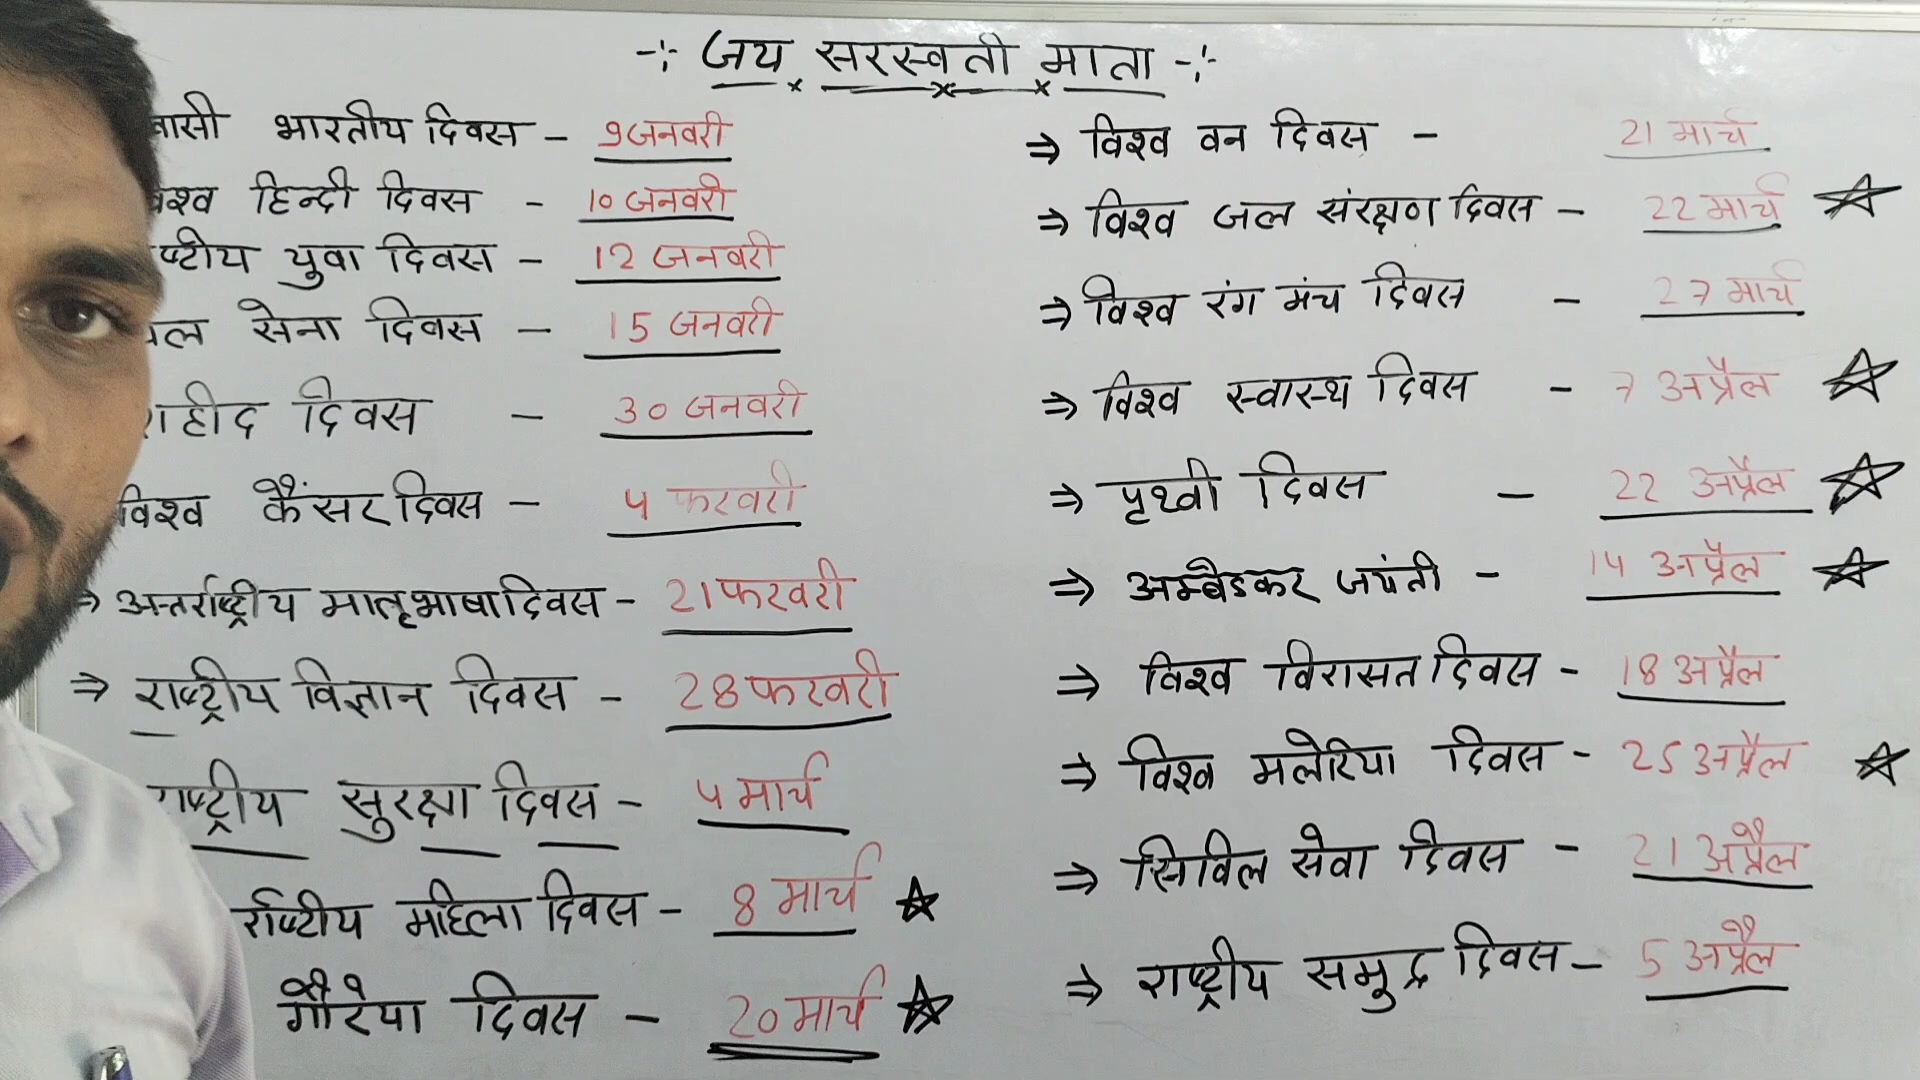 -:- जय सरस्वती माता -:-
वासी भारतीय दिवस - 9 जनवरी
विश्व हिन्दी दिवस - 10 जनवरी
ष्टीय युवा दिवस - 12 जनवरी
थल सेना दिवस - 15 जनवरी
शहीद दिवस - 30 जनवरी
विश्व कैंसर दिवस - 4 फरवरी
⇒ अन्तर्राष्ट्रीय मातृभाषा दिवस - 21 फरवरी
⇒ राष्ट्रीय विज्ञान दिवस - 28 फरवरी
राष्ट्रीय सुरक्षा दिवस - 4 मार्च
र्राष्टीय महिला दिवस - 8 मार्च ☆
गौरैया दिवस - 20 मार्च ☆
⇒ विश्व वन दिवस - 21 मार्च
⇒ विश्व जल संरक्षण दिवस - 22 मार्च ☆
⇒ विश्व रंग मंच दिवस - 27 मार्च
⇒ विश्व स्वास्थ दिवस - 7 अप्रैल ☆
⇒ पृथ्वी दिवस - 22 अप्रैल ☆
⇒ अम्बेडकर जयंती - 14 अप्रैल ☆
⇒ विश्व विरासत दिवस - 18 अप्रैल
⇒ विश्व मलेरिया दिवस - 25 अप्रैल ☆
⇒ सिविल सेवा दिवस - 21 अप्रैल
⇒ राष्ट्रीय समुद्र दिवस - 5 अप्रैल